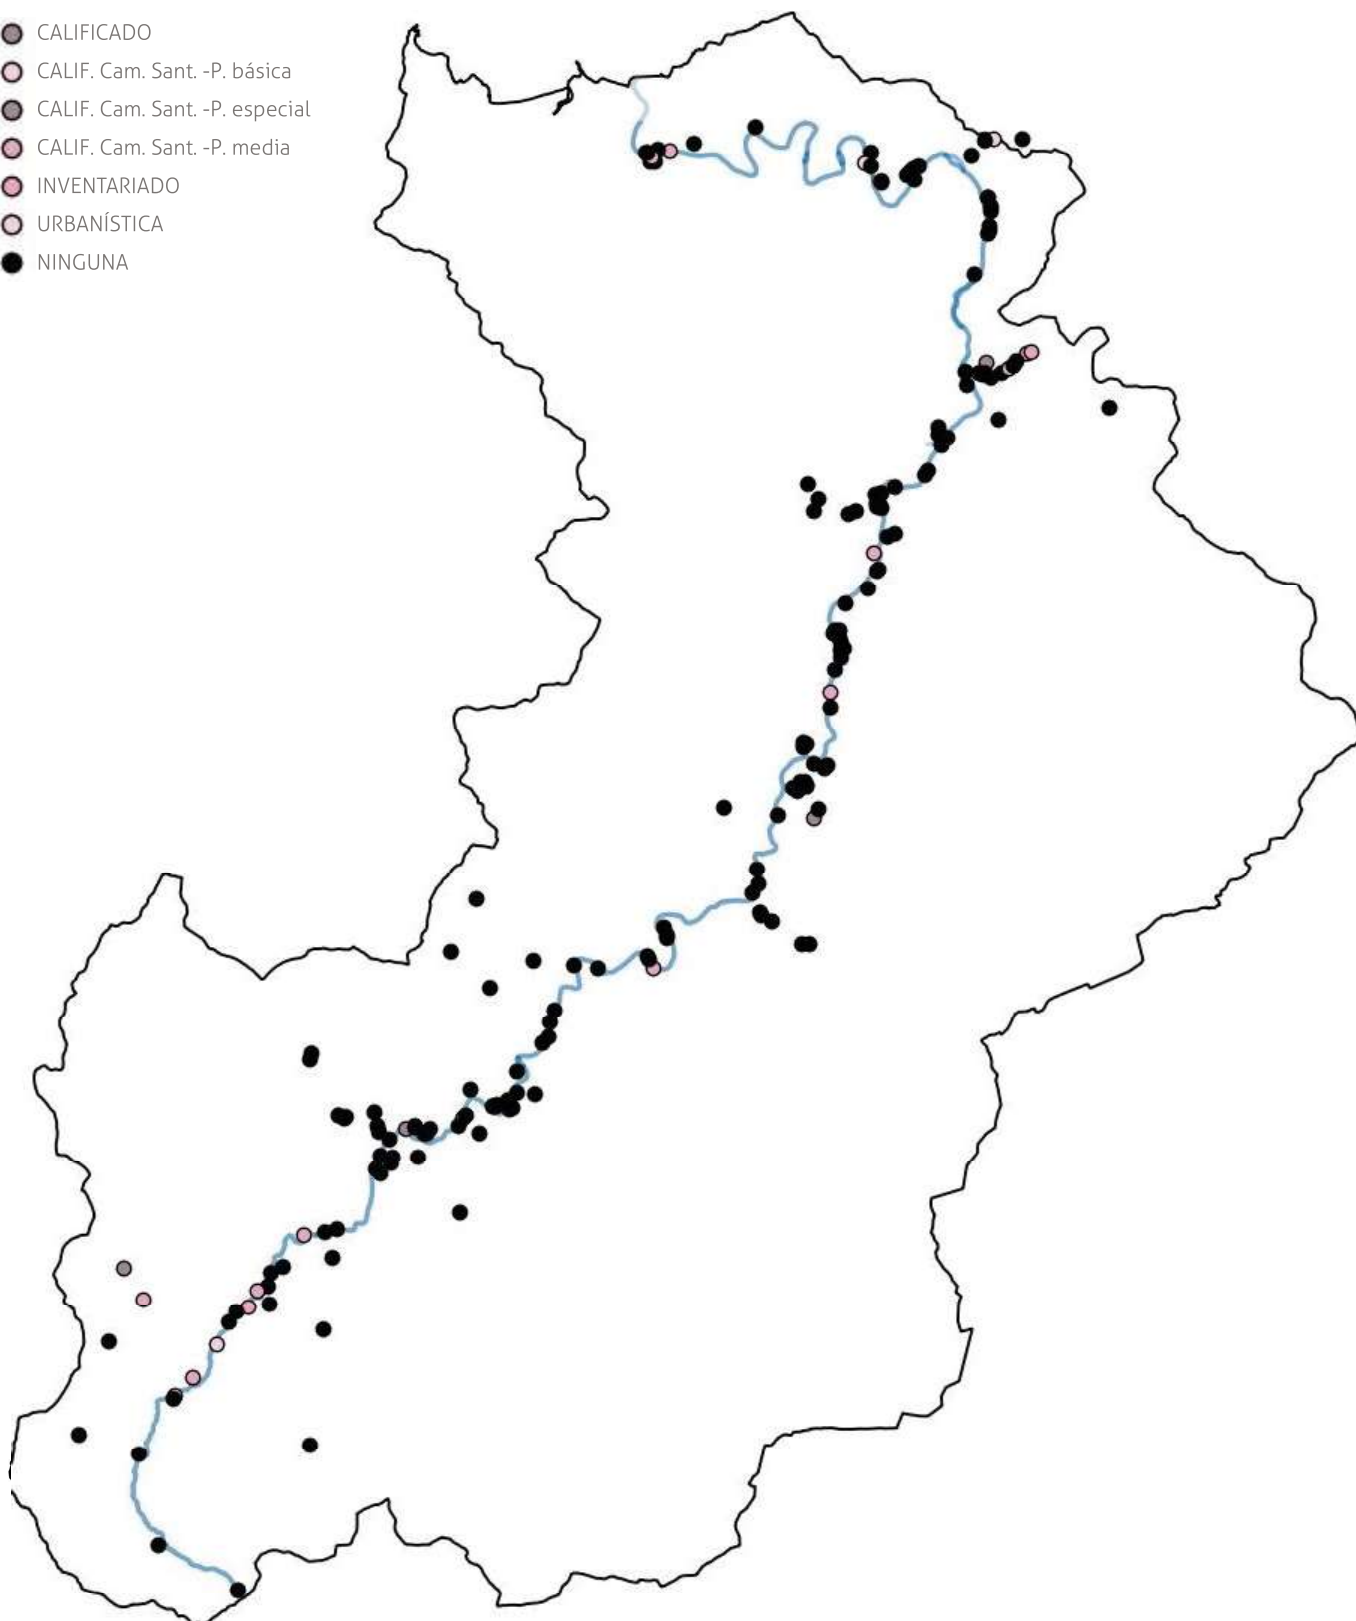 CALIFICADO
CALIF. Cam. Sant. -P. básica
CALIF. Cam. Sant. -P. especial
CALIF. Cam. Sant. -P. media
INVENTARIADO
URBANÍSTICA
NINGUNA